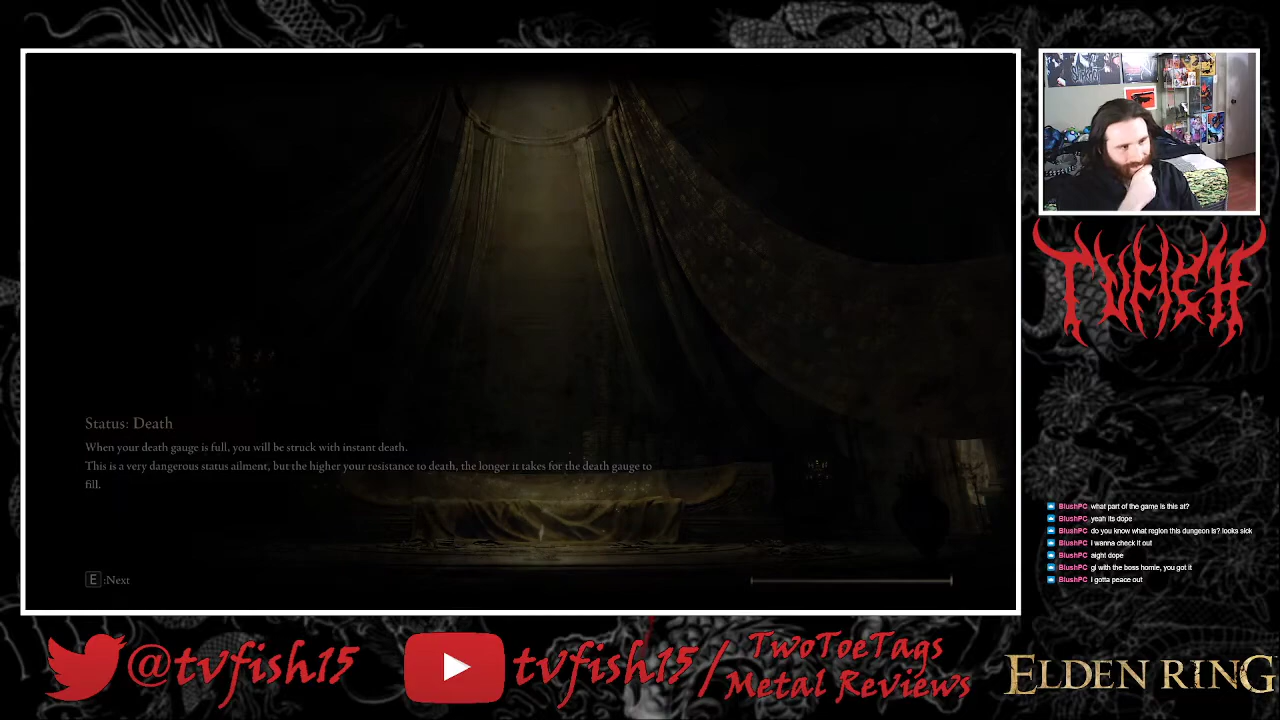 TVFISH
Status: Death
When your death gauge is full, you will be struck with instant death.
This is a very dangerous status ailment, but the higher your resistance to death, the longer it takes for the death gauge to
fill.
E :Next
BlushPC what part of the game is this at?
BlushPC yeah its dope
BlushPC do you know what region this dungeon is? looks sick
BlushPC I wanna check it out
BlushPC aight dope
BlushPC gl with the boss homie, you got it
BlushPC I gotta peace out
@tvfish15
tvfish15 /
TwoToeTags
Metal Reviews
ELDEN RING